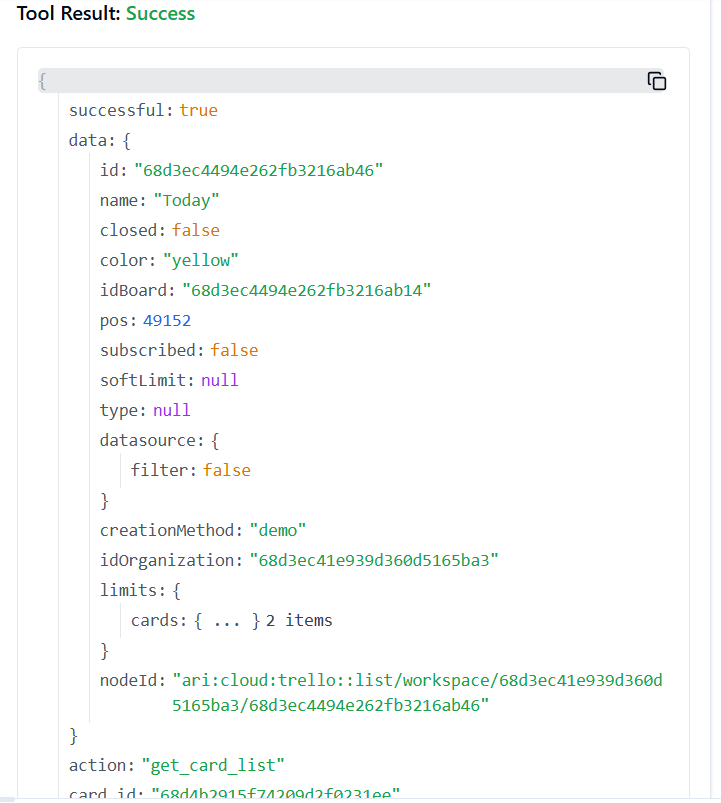 Tool Result: Success
{
successful: true
data: {
id: "68d3ec4494e262fb3216ab46"
name: "Today"
closed: false
color: "yellow"
idBoard: "68d3ec4494e262fb3216ab14"
pos: 49152
subscribed: false
softLimit: null
type: null
datasource: {
filter: false
}
creationMethod: "demo"
idOrganization: "68d3ec41e939d360d5165ba3"
limits: {
cards: { ... } 2 items
}
nodeId: "ari:cloud:trello::list/workspace/68d3ec41e939d360d
5165ba3/68d3ec4494e262fb3216ab46"
}
action: "get_card_list"
card_id: "68d4b2915f74209d2f0231ee"